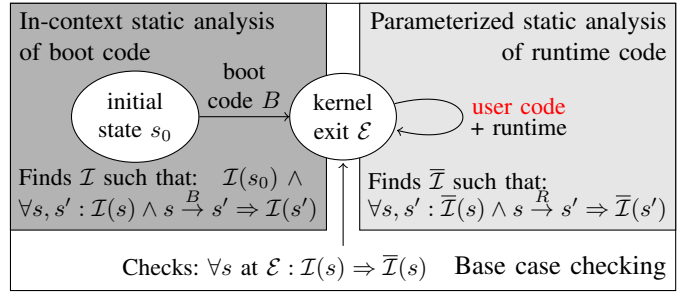 In-context static analysis
of boot code
Parameterized static analysis
of runtime code
initial
state s₀
boot
code B
kernel
exit ℰ
user code
+ runtime
Finds ℐ such that: ℐ(s₀) ∧
∀s, s′ : ℐ(s) ∧ s →ᴮ s′ ⇒ ℐ(s′)
Finds ℐ̅ such that:
∀s, s′ : ℐ̅(s) ∧ s →ᴿ s′ ⇒ ℐ̅(s′)
Checks: ∀s at ℰ : ℐ(s) ⇒ ℐ̅(s)
Base case checking